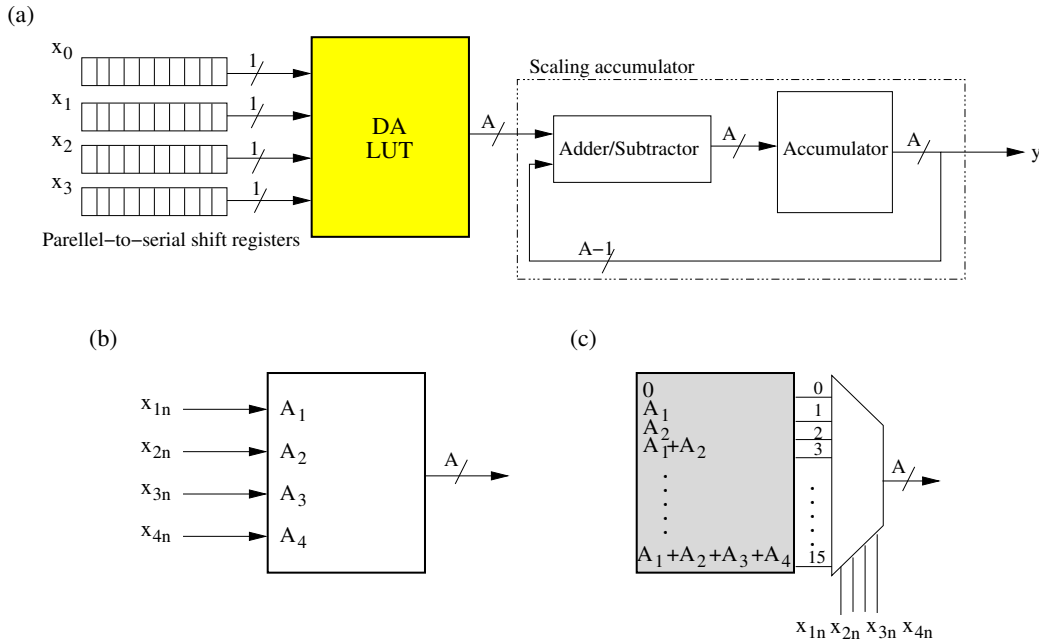 (a)
x0
x1
x2
x3
1
1
1
1
Parellel-to-serial shift registers
DA
LUT
A
Scaling accumulator
Adder/Subtractor
A
Accumulator
A
y
A-1
(b)
x1n
x2n
x3n
x4n
A1
A2
A3
A4
A
(c)
0
A1
A2
A1+A2
A1+A2+A3+A4
0
1
2
3
15
A
x1n x2n x3n x4n